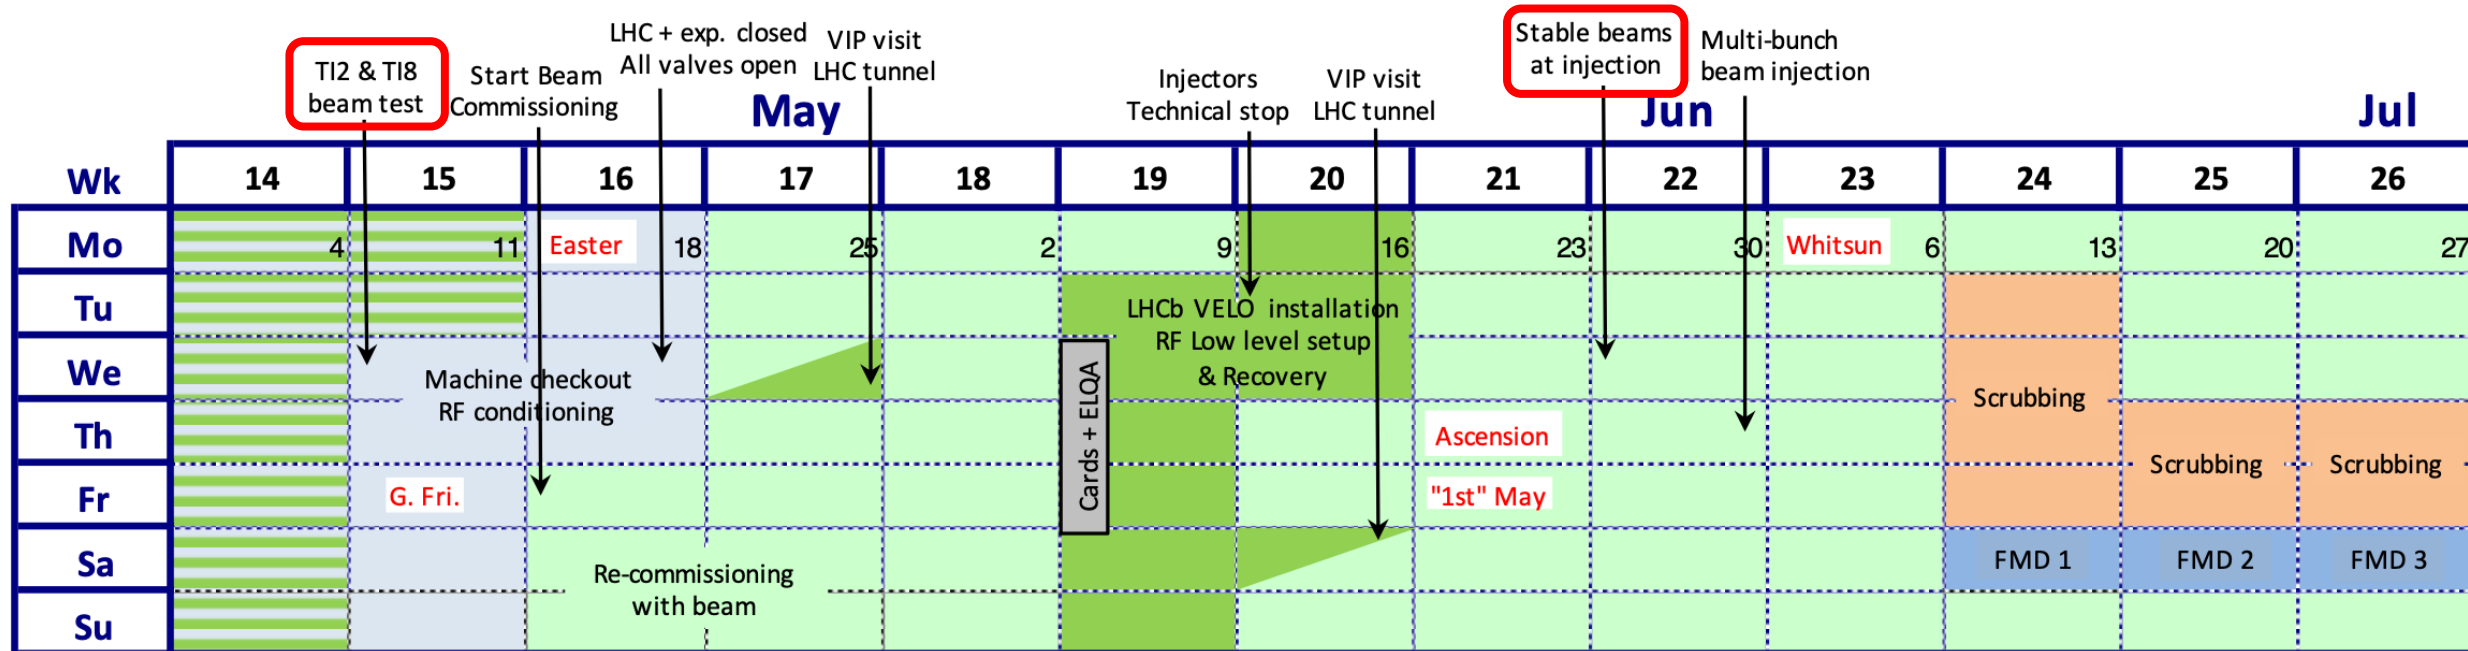 LHC + exp. closed
All valves open
VIP visit
LHC tunnel
Stable beams
at injection
Multi-bunch
beam injection
TI2 & TI8
beam test
Start Beam
Commissioning
Injectors
Technical stop
VIP visit
LHC tunnel
May Jun Jul
Wk 14 15 16 17 18 19 20 21 22 23 24 25 26
Mo 4 11 Easter 18 25 2 9 16 23 30 Whitsun 6 13 20 27
Tu
LHCb VELO installation
RF Low level setup
& Recovery
We
Machine checkout
RF conditioning
Cards + ELQA
Scrubbing
Th
Ascension
Scrubbing
Scrubbing
Fr
G. Fri.
"1st" May
Sa
FMD 1 FMD 2 FMD 3
Re-commissioning
with beam
Su